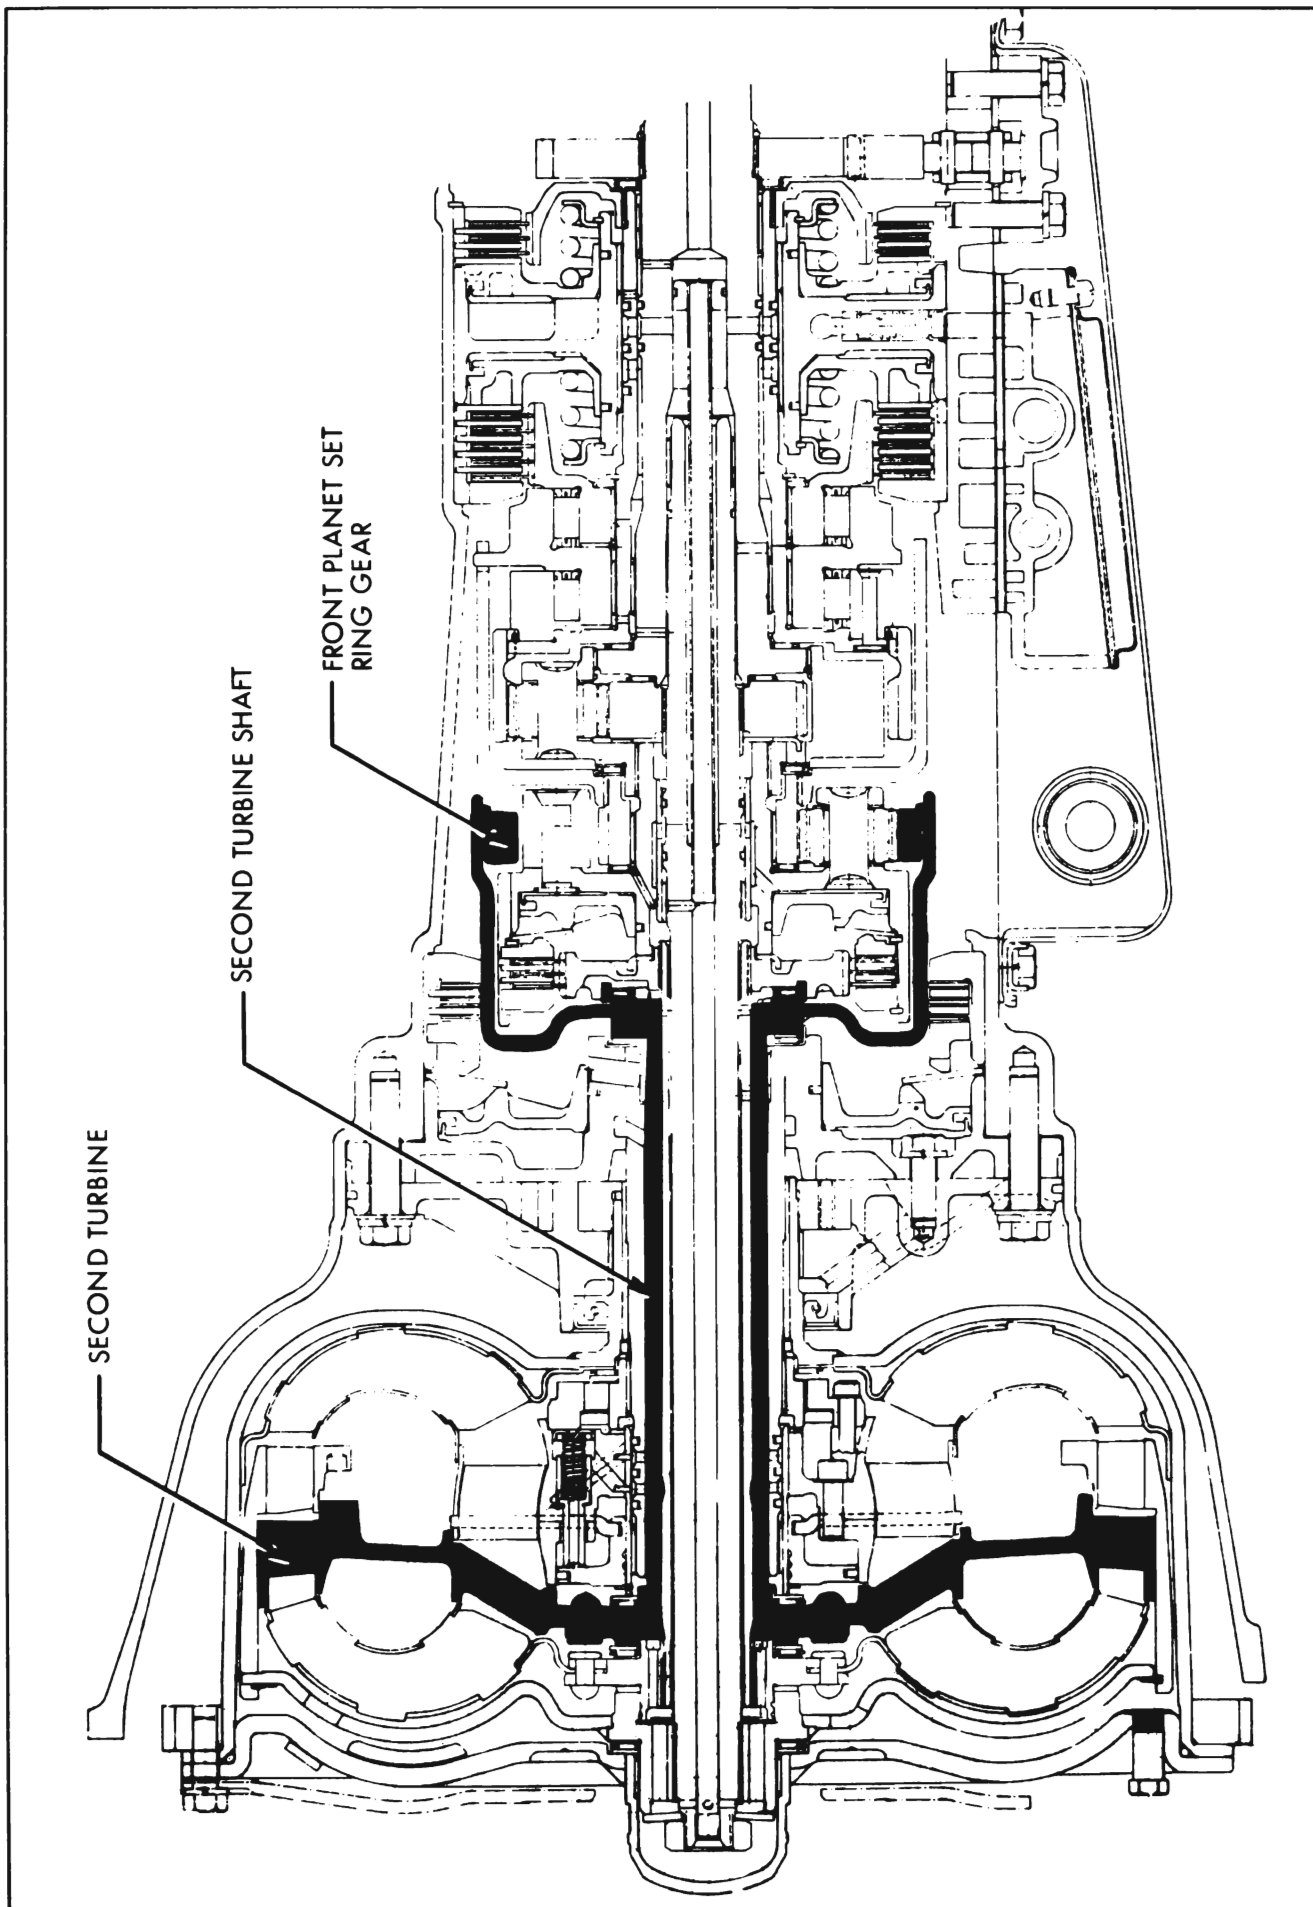 SECOND TURBINE
SECOND TURBINE SHAFT
FRONT PLANET SET
RING GEAR